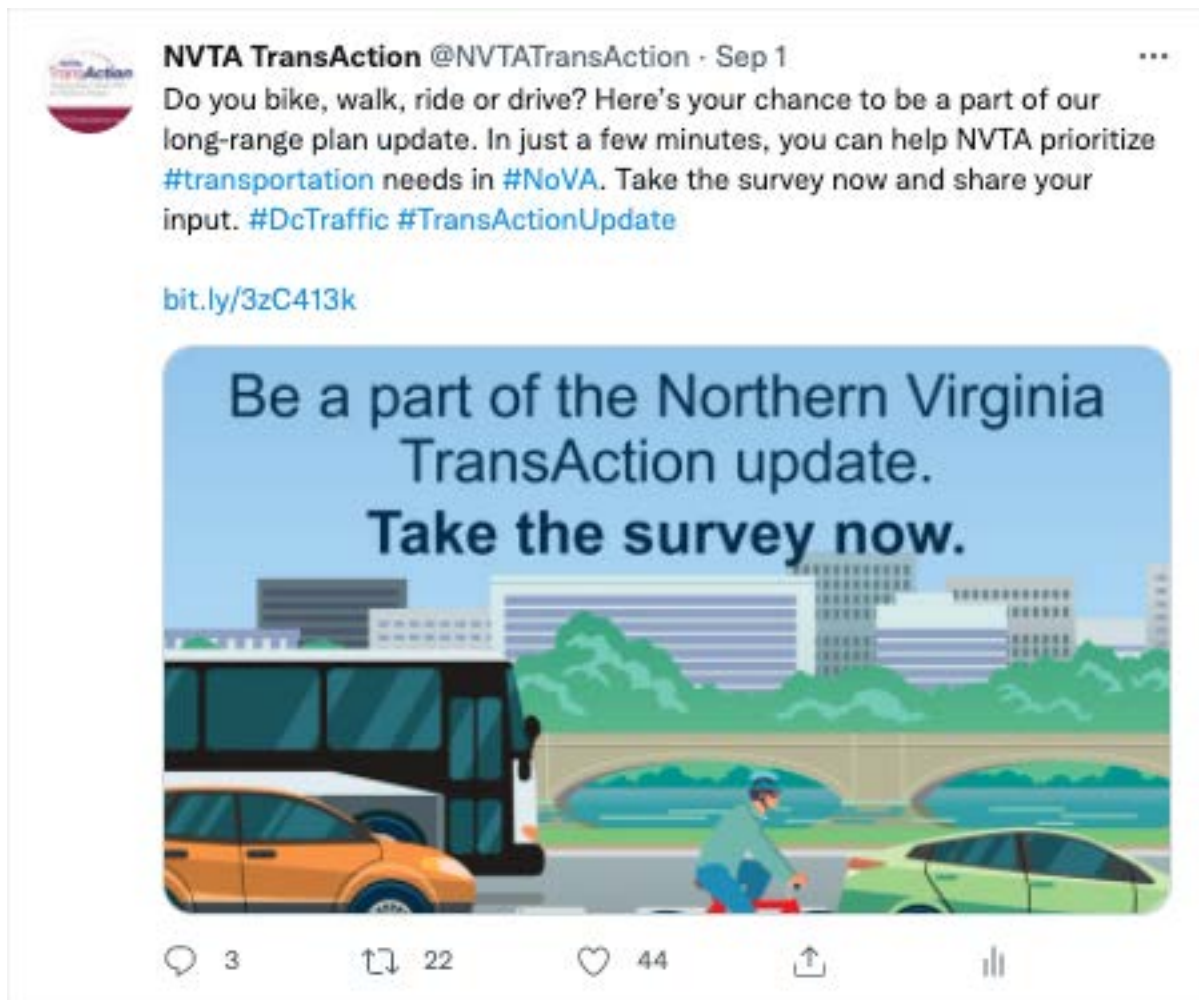 NVTA TransAction @NVTATransAction · Sep 1
Do you bike, walk, ride or drive? Here's your chance to be a part of our
long-range plan update. In just a few minutes, you can help NVTA prioritize
#transportation needs in #NoVA. Take the survey now and share your
input. #DcTraffic #TransActionUpdate
bit.ly/3zC413k
TransAction
Be a part of the Northern Virginia
TransAction update.
Take the survey now.
3 22 44